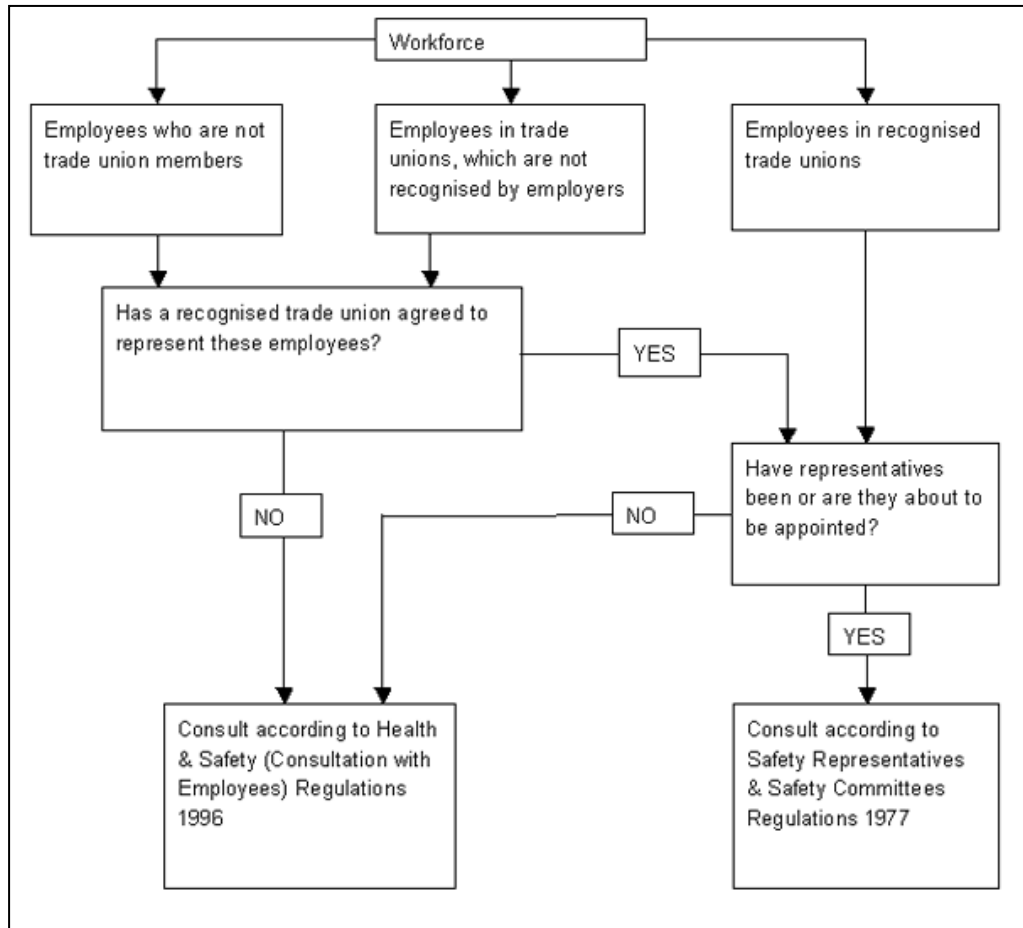 Workforce
Employees who are not
trade union members
Employees in trade
unions, which are not
recognised by employers
Employees in recognised
trade unions
Has a recognised trade union agreed to
represent these employees?
YES
Have representatives
been or are they about to
be appointed?
NO
NO
YES
Consult according to Health
& Safety (Consultation with
Employees) Regulations
1996
Consult according to
Safety Representatives
& Safety Committees
Regulations 1977